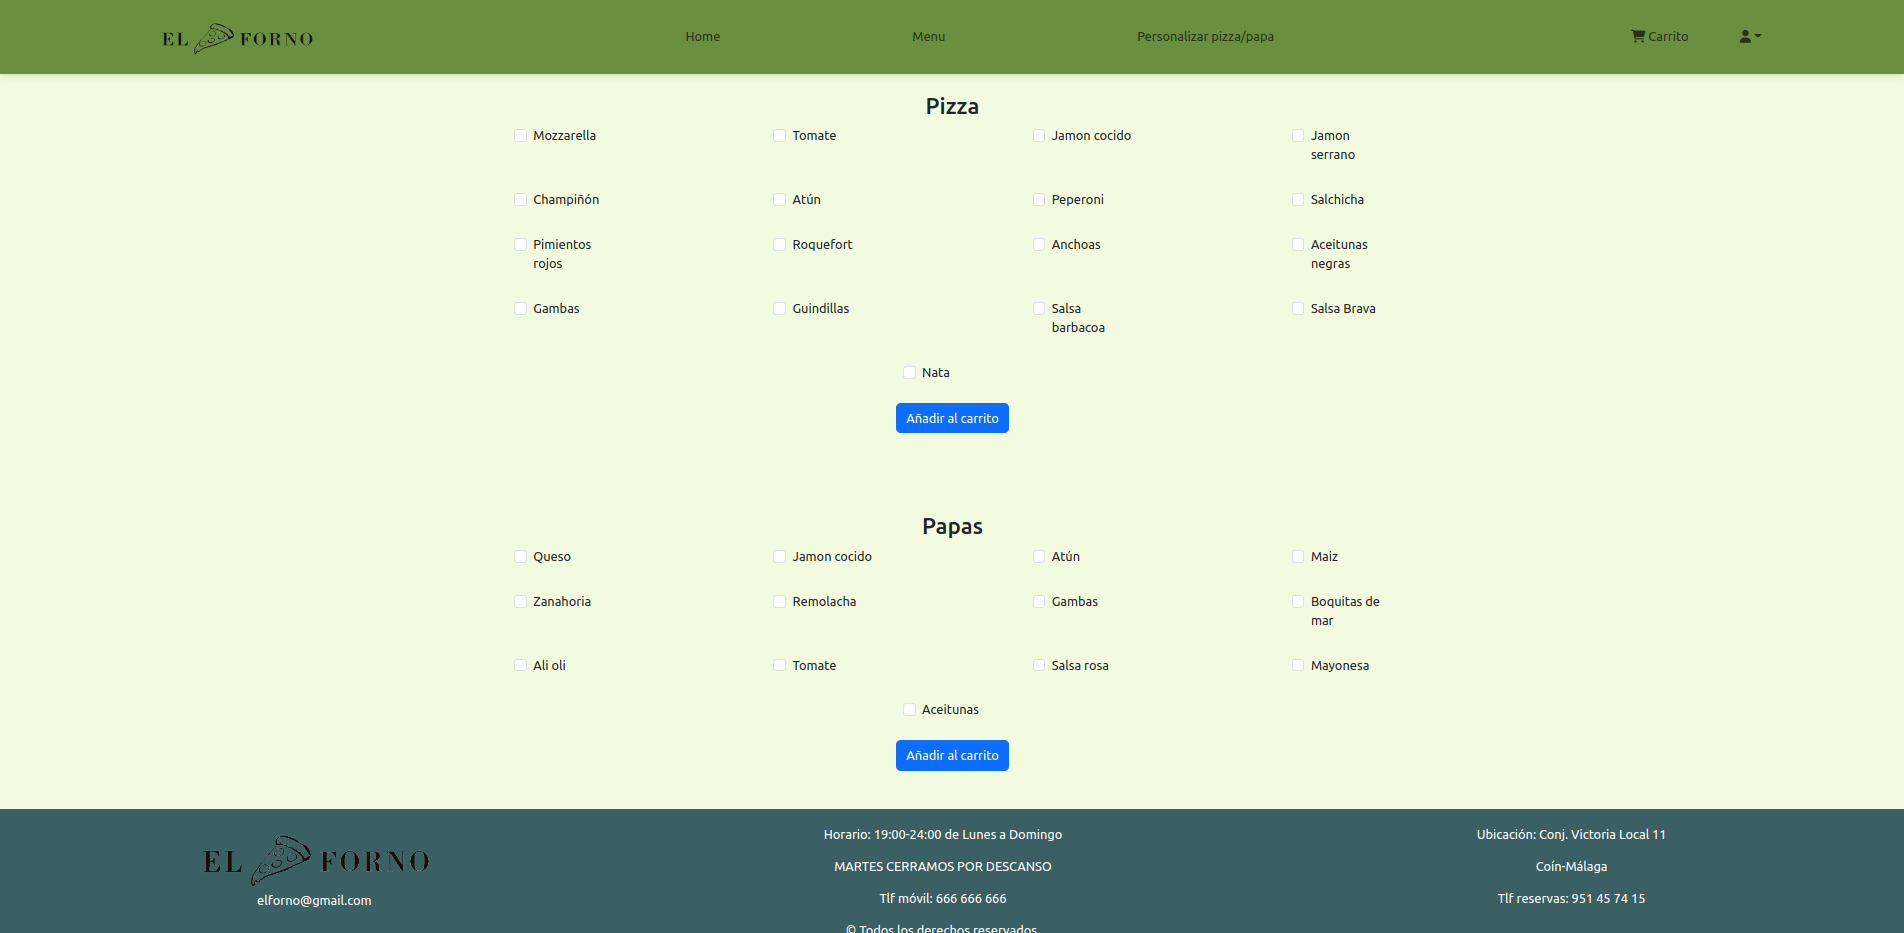 EL FORNO
Home
Menu
Personalizar pizza/papa
Carrito
Pizza
Mozzarella
Tomate
Jamon cocido
Jamon
serrano
Champiñón
Atún
Peperoni
Salchicha
Pimientos
rojos
Roquefort
Anchoas
Aceitunas
negras
Gambas
Guindillas
Salsa
barbacoa
Salsa Brava
Nata
Añadir al carrito
Papas
Queso
Jamon cocido
Atún
Maiz
Zanahoria
Remolacha
Gambas
Boquitas de
mar
Ali oli
Tomate
Salsa rosa
Mayonesa
Aceitunas
Añadir al carrito
EL FORNO
elforno@gmail.com
Horario: 19:00-24:00 de Lunes a Domingo
MARTES CERRAMOS POR DESCANSO
Tlf móvil: 666 666 666
© Todos los derechos reservados
Ubicación: Conj. Victoria Local 11
Coín-Málaga
Tlf reservas: 951 45 74 15